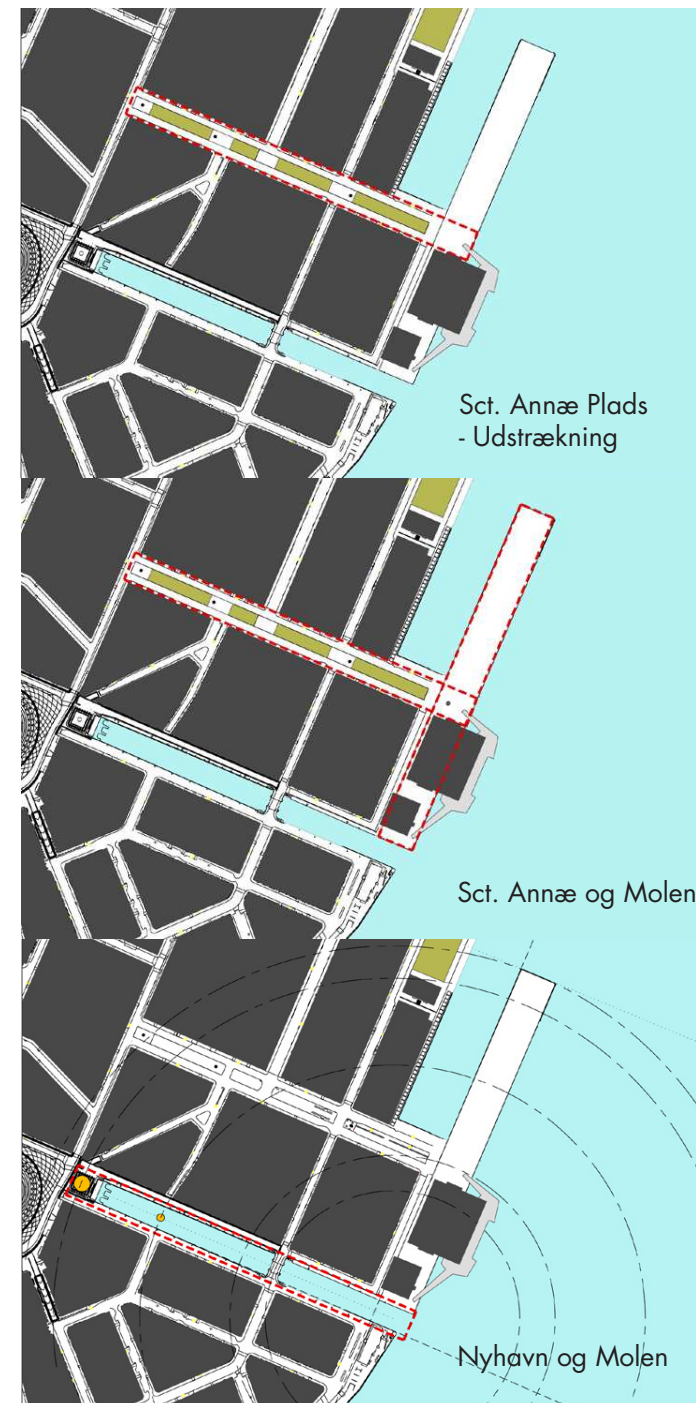 Sct. Annæ Plads
- Udstrækning
Sct. Annæ og Molen
Nyhavn og Molen